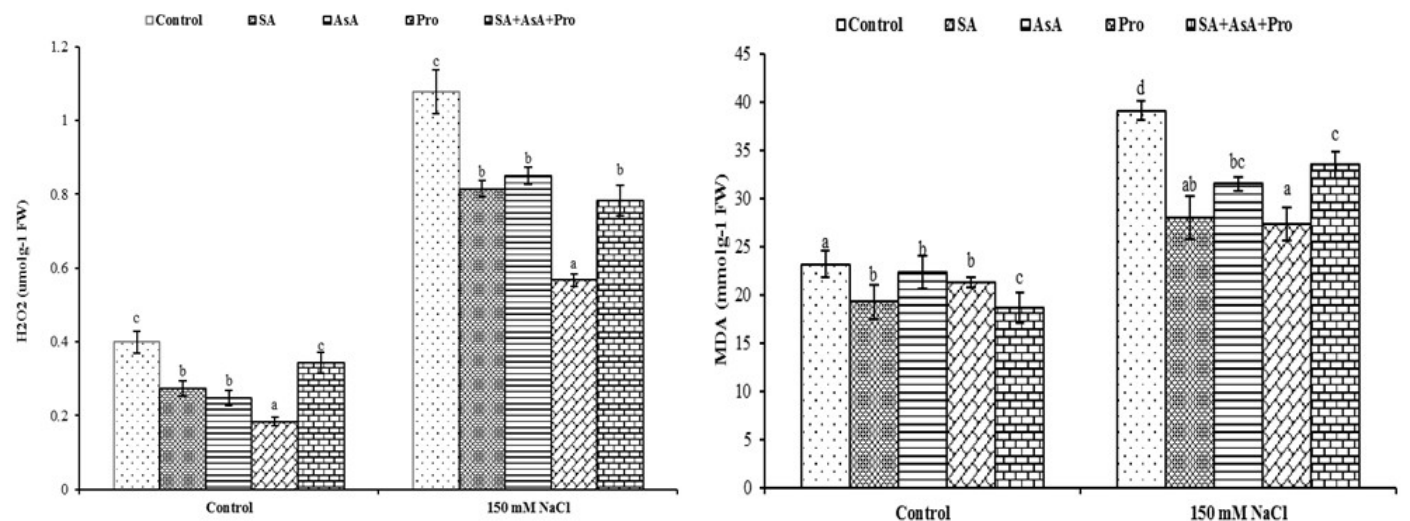 Control SA AsA Pro SA+AsA+Pro
H2O2 (umolg-1 FW)
1.2
1
0.8
0.6
0.4
0.2
0
c
b
b
a
c
c
b
b
a
b
Control 150 mM NaCl
Control SA AsA Pro SA+AsA+Pro
MDA (mmolg-1 FW)
45
40
35
30
25
20
15
10
5
0
a
b
b
b
c
d
ab
bc
a
c
Control 150 mM NaCl